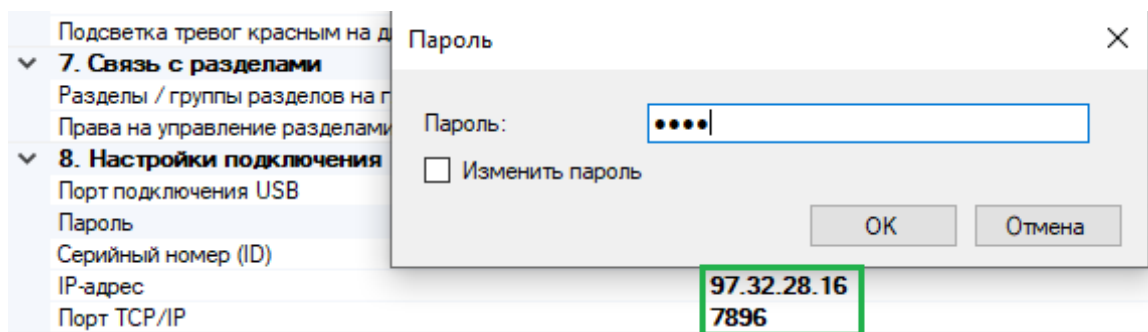 Подсветка тревог красным на д
7. Связь с разделами
Разделы / группы разделов на г
Права на управление разделами
8. Настройки подключения
Порт подключения USB
Пароль
Серийный номер (ID)
IP-адрес 97.32.28.16
Порт TCP/IP 7896
Пароль
Пароль: ●●●●
Изменить пароль
OK Отмена